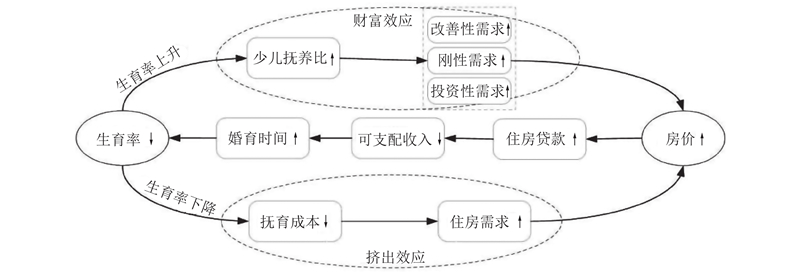 财富效应
改善性需求↑
生育率上升
少儿抚养比↑
刚性需求↑
投资性需求↑
生育率↓
婚育时间↑
可支配收入↓
住房贷款↑
房价↑
生育率下降
抚育成本↓
住房需求↑
挤出效应